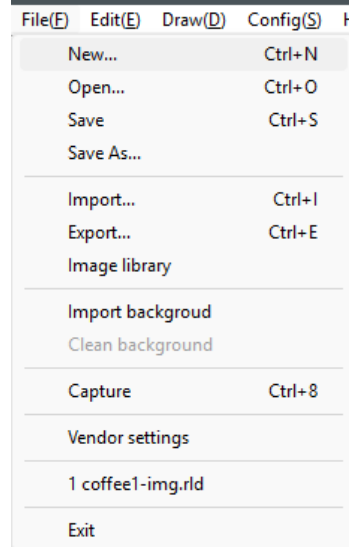 File(F) Edit(E) Draw(D) Config(S)
New... Ctrl+N
Open... Ctrl+O
Save Ctrl+S
Save As...
Import... Ctrl+I
Export... Ctrl+E
Image library
Import backgroud
Clean background
Capture Ctrl+8
Vendor settings
1 coffee1-img.rld
Exit